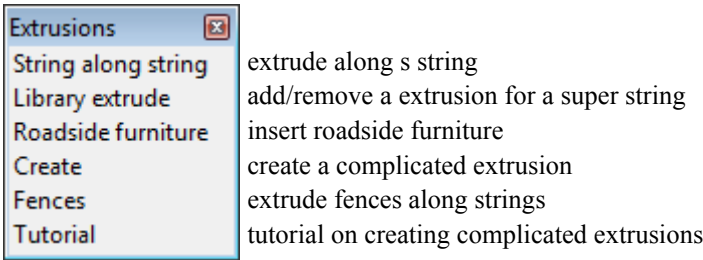 Extrusions
String along string extrude along s string
Library extrude add/remove a extrusion for a super string
Roadside furniture insert roadside furniture
Create create a complicated extrusion
Fences extrude fences along strings
Tutorial tutorial on creating complicated extrusions